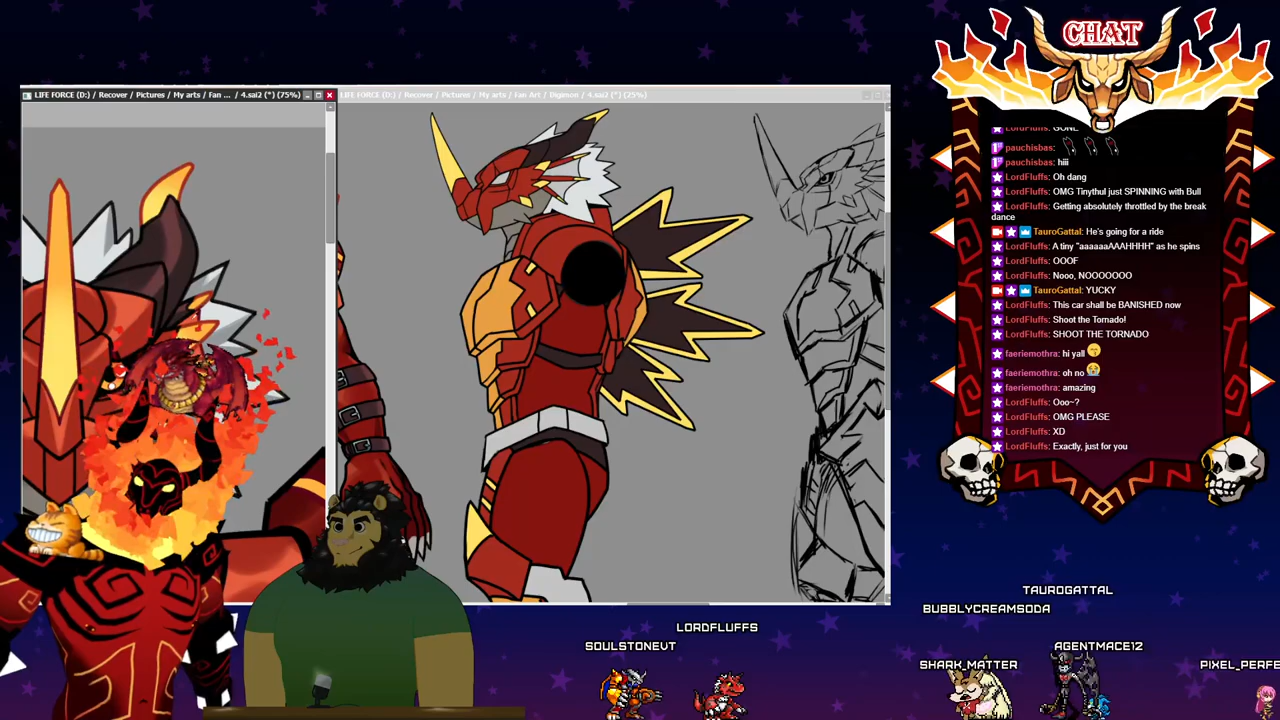 CHAT
LIFE FORCE (D:) / Recover / Pictures / My arts / Fan ... / 4.sai2 (*) (75%)
LIFE FORCE (D:) / Recover / Pictures / My arts / Fan Art / Digimon / 4.sai2 (*) (25%)
LordFluffs: GONE
pauchisbas:
pauchisbas: hiii
LordFluffs: Oh dang
LordFluffs: OMG Tinythul just SPINNING with Bull
LordFluffs: Getting absolutely throttled by the break
dance
TauroGattal: He's going for a ride
LordFluffs: A tiny "aaaaaaAAAHHHH" as he spins
LordFluffs: OOOF
LordFluffs: Nooo, NOOOOOOO
TauroGattal: YUCKY
LordFluffs: This car shall be BANISHED now
LordFluffs: Shoot the Tornado!
LordFluffs: SHOOT THE TORNADO
faeriemothra: hi yall
faeriemothra: oh no
faeriemothra: amazing
LordFluffs: Ooo~?
LordFluffs: OMG PLEASE
LordFluffs: XD
LordFluffs: Exactly, just for you
TAUROGATTAL
BUBBLYCREAMSODA
LORDFLUFFS
SOULSTONEVT
AGENTMACE12
SHARK_MATTER
PIXEL_PERFE